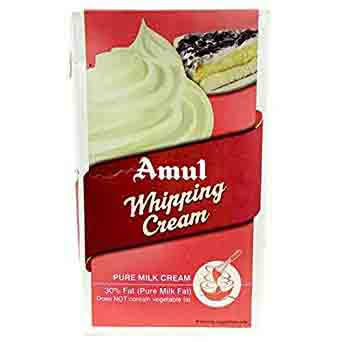 Amul
Whipping
Cream
PURE MILK CREAM
30% Fat (Pure Milk Fat)
Does NOT contain vegetable fat